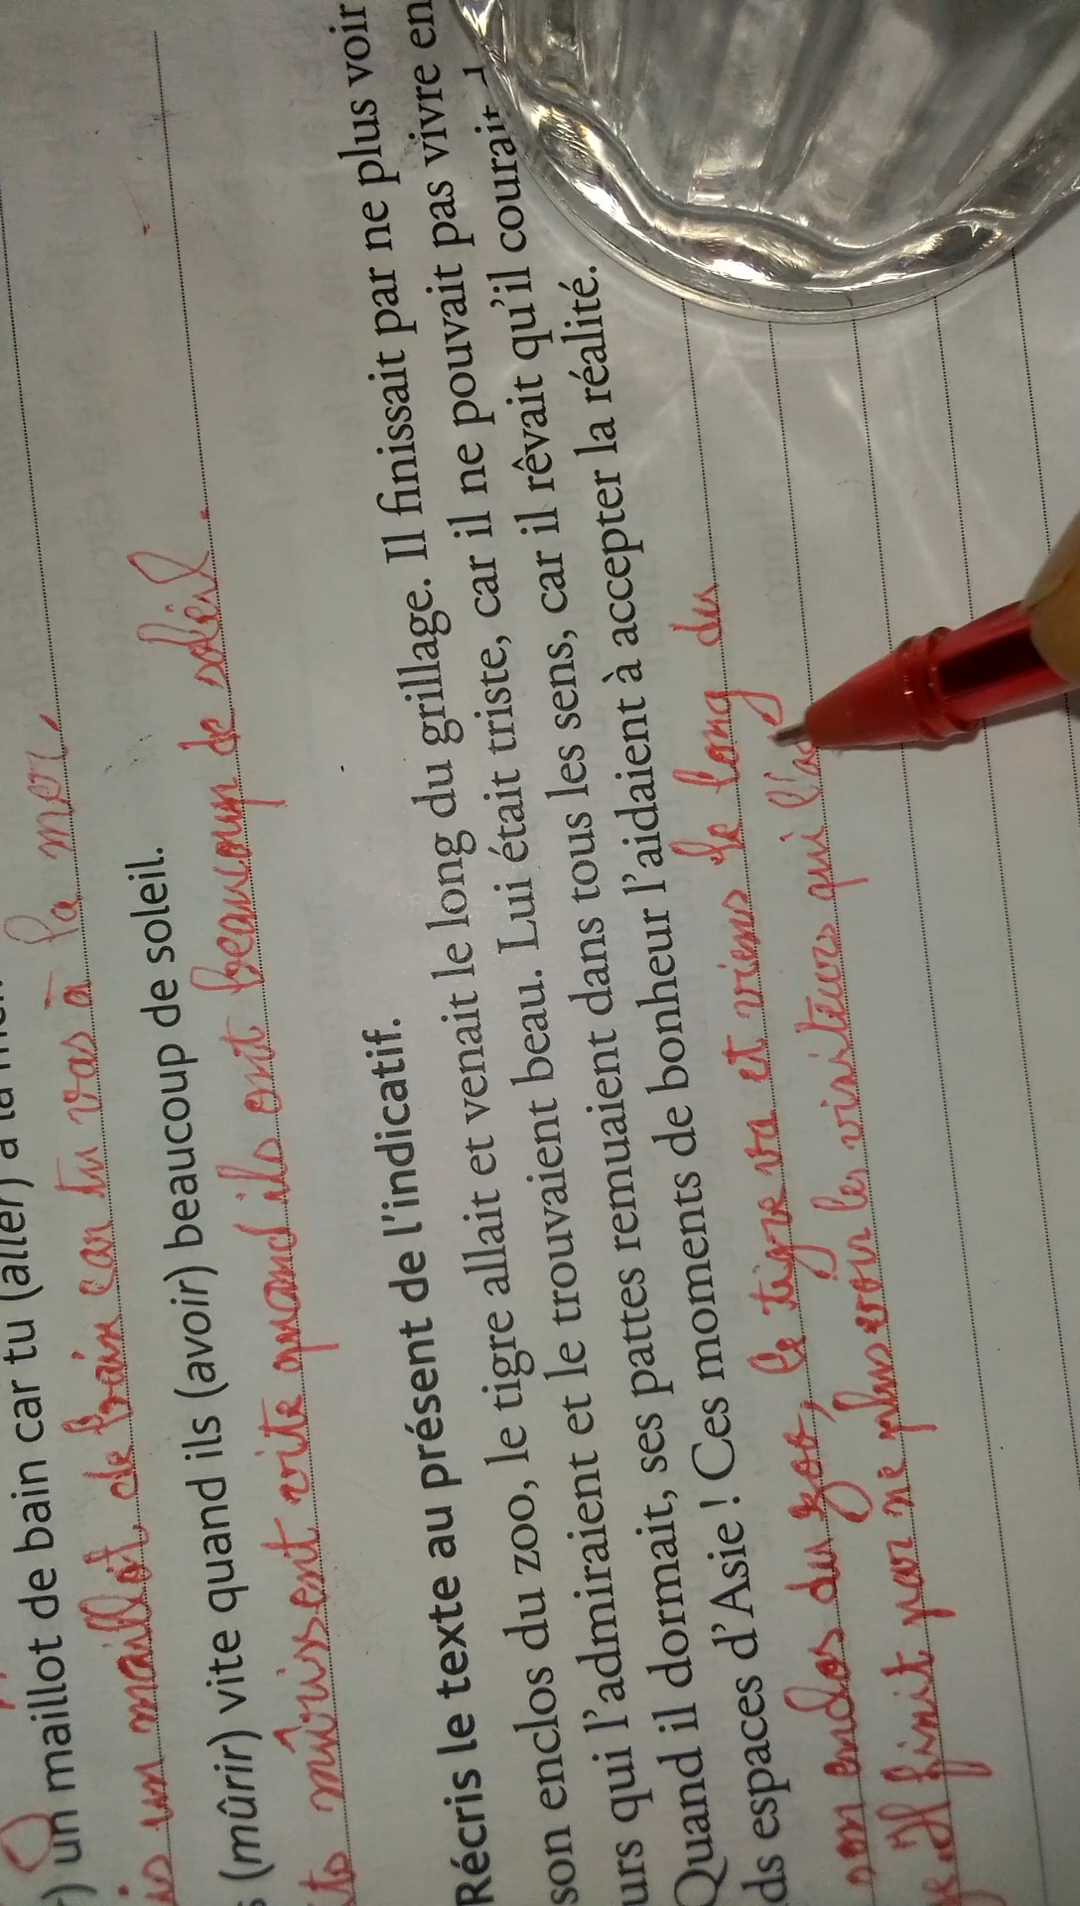 ) un maillot de bain car tu (aller) à la mer.
un maillot de bain car tu vas à la mer.
s (mûrir) vite quand ils (avoir) beaucoup de soleil.
ts mûrissent vite quand ils ont beaucoup de soleil.
Récris le texte au présent de l'indicatif.
son enclos du zoo, le tigre allait et venait le long du grillage. Il finissait par ne plus voir
urs qui l'admiraient et le trouvaient beau. Lui était triste, car il ne pouvait pas vivre en
Quand il dormait, ses pattes remuaient dans tous les sens, car il rêvait qu'il courait
ds espaces d'Asie ! Ces moments de bonheur l'aidaient à accepter la réalité.
son enclos du zoo, le tigre va et viens le long du
Il finit par ne plus voir les visiteurs qui